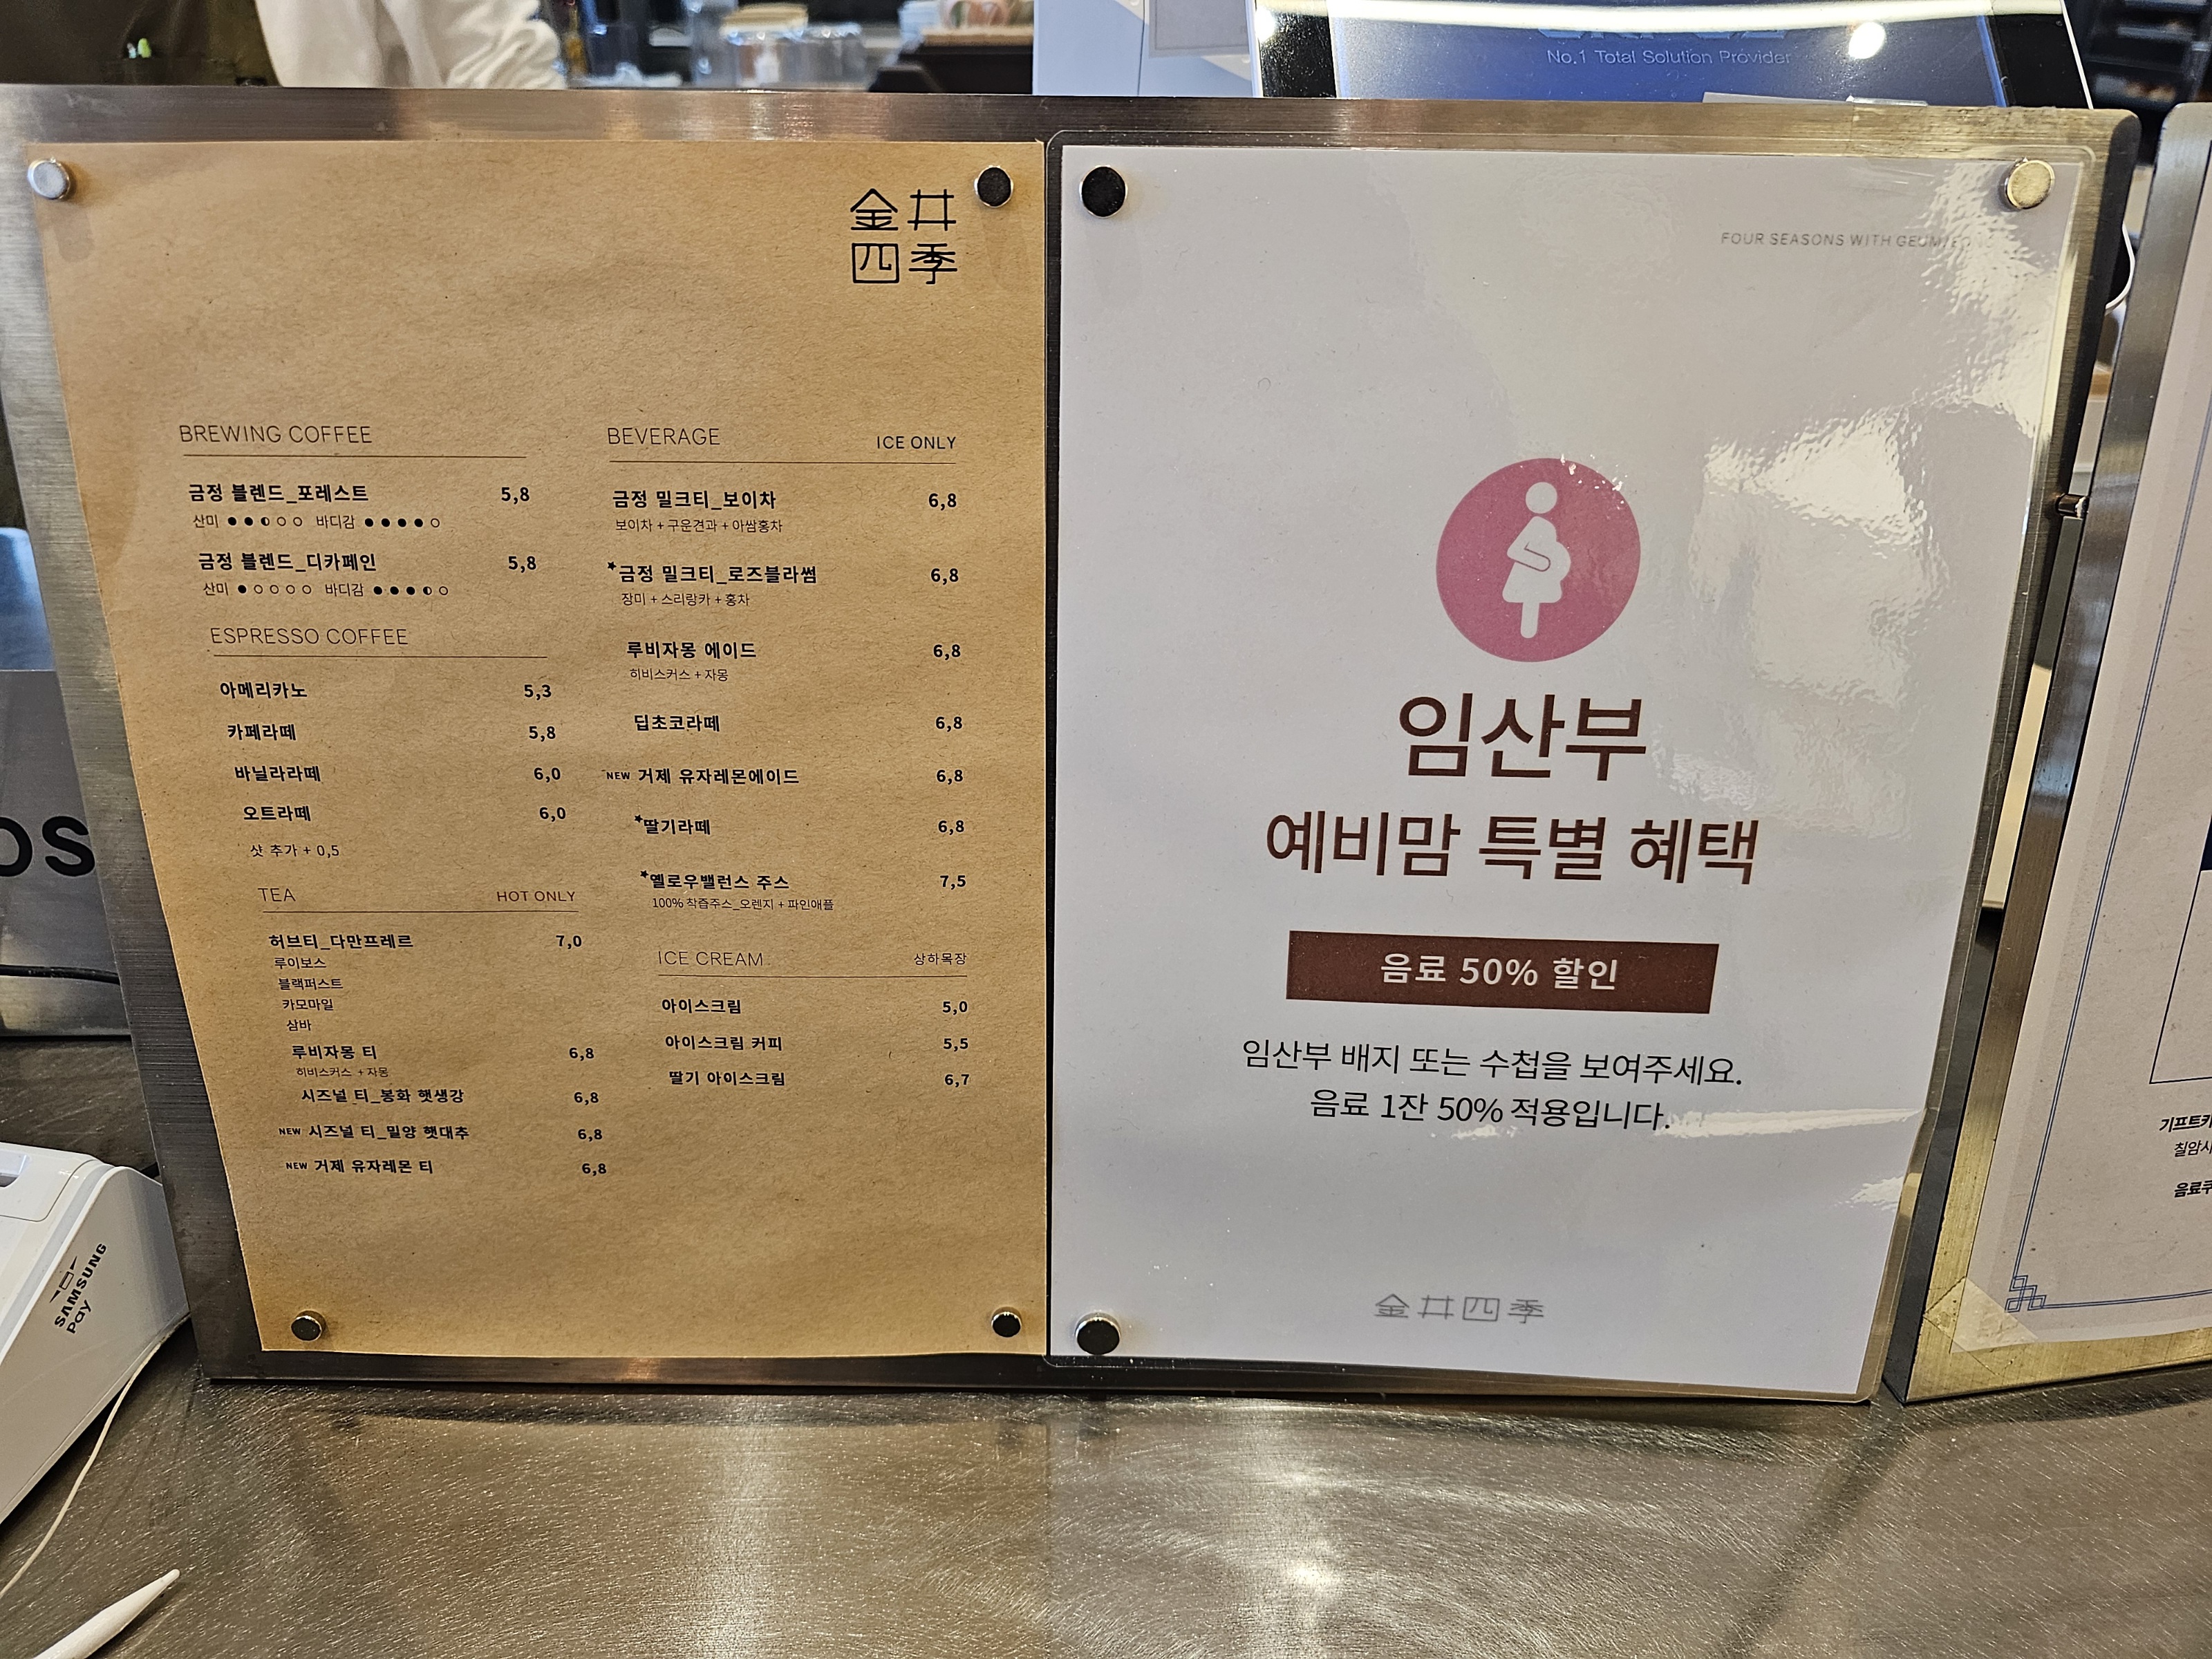 No.1 Total Solution Provider
金井
四季
BREWING COFFEE
금정 블렌드_포레스트 5,8
산미 ●●◐○○ 바디감 ●●●●○
금정 블렌드_디카페인 5,8
산미 ●○○○○ 바디감 ●●●◐○
ESPRESSO COFFEE
아메리카노 5,3
카페라떼 5,8
바닐라라떼 6,0
오트라떼 6,0
샷 추가 + 0,5
TEA HOT ONLY
허브티_다만프레르 7,0
루이보스
블랙퍼스트
카모마일
삼바
루비자몽 티 6,8
히비스커스 + 자몽
시즈널 티_봉화 햇생강 6,8
NEW 시즈널 티_밀양 햇대추 6,8
NEW 거제 유자레몬 티 6,8
BEVERAGE ICE ONLY
금정 밀크티_보이차 6,8
보이차 + 구운견과 + 아쌈홍차
★금정 밀크티_로즈블라썸 6,8
장미 + 스리랑카 + 홍차
루비자몽 에이드 6,8
히비스커스 + 자몽
딥초코라떼 6,8
NEW 거제 유자레몬에이드 6,8
★딸기라떼 6,8
★옐로우밸런스 주스 7,5
100% 착즙주스_오렌지 + 파인애플
ICE CREAM 상하목장
아이스크림 5,0
아이스크림 커피 5,5
딸기 아이스크림 6,7
FOUR SEASONS WITH
임산부
예비맘 특별 혜택
음료 50% 할인
임산부 배지 또는 수첩을 보여주세요.
음료 1잔 50% 적용입니다.
金井四季
OS
SAMSUNG
pay
기프트카
칠암사
음료쿠